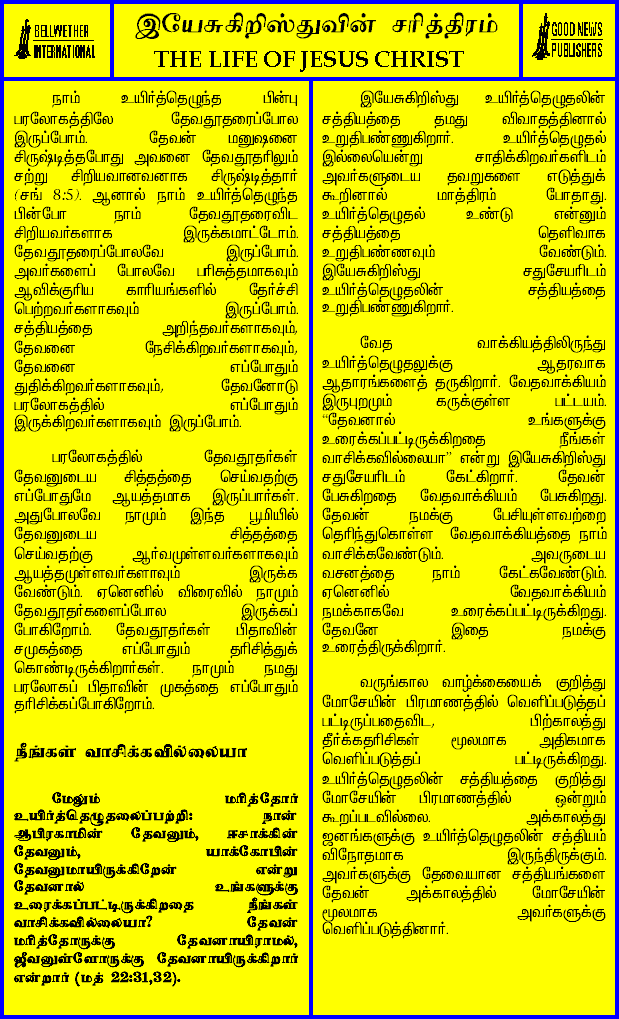 BELLWETHER
INTERNATIONAL
இயேசுகிறிஸ்துவின் சரித்திரம்
THE LIFE OF JESUS CHRIST
GOOD NEWS
PUBLISHERS
நாம் உயிர்த்தெழுந்த பின்பு
பரலோகத்திலே தேவதூதரைப்போல
இருப்போம். தேவன் மனுஷனை
சிருஷ்டித்தபோது அவனை தேவதூதரிலும்
சற்று சிறியவானவனாக சிருஷ்டித்தார்
(சங் 8:5). ஆனால் நாம் உயிர்த்தெழுந்த
பின்போ நாம் தேவதூதரைவிட
சிறியவர்களாக இருக்கமாட்டோம்.
தேவதூதரைப்போலவே இருப்போம்.
அவர்களைப் போலவே பரிசுத்தமாகவும்
ஆவிக்குரிய காரியங்களில் தேர்ச்சி
பெற்றவர்களாகவும் இருப்போம்.
சத்தியத்தை அறிந்தவர்களாகவும்,
தேவனை நேசிக்கிறவர்களாகவும்,
தேவனை எப்போதும்
துதிக்கிறவர்களாகவும், தேவனோடு
பரலோகத்தில் எப்போதும்
இருக்கிறவர்களாகவும் இருப்போம்.
பரலோகத்தில் தேவதூதர்கள்
தேவனுடைய சித்தத்தை செய்வதற்கு
எப்போதுமே ஆயத்தமாக இருப்பார்கள்.
அதுபோலவே நாமும் இந்த பூமியில்
தேவனுடைய சித்தத்தை
செய்வதற்கு ஆர்வமுள்ளவர்களாகவும்
ஆயத்தமுள்ளவர்களாவும் இருக்க
வேண்டும். ஏனெனில் விரைவில் நாமும்
தேவதூதர்களைப்போல இருக்கப்
போகிறோம். தேவதூதர்கள் பிதாவின்
சமுகத்தை எப்போதும் தரிசித்துக்
கொண்டிருக்கிறார்கள். நாமும் நமது
பரலோகப் பிதாவின் முகத்தை எப்போதும்
தரிசிக்கப்போகிறோம்.
நீங்கள் வாசிக்கவில்லையா
மேலும் மரித்தோர்
உயிர்த்தெழுதலைப்பற்றி: நான்
ஆபிரகாமின் தேவனும், ஈசாக்கின்
தேவனும், யாக்கோபின்
தேவனுமாயிருக்கிறேன் என்று
தேவனால் உங்களுக்கு
உரைக்கப்பட்டிருக்கிறதை நீங்கள்
வாசிக்கவில்லையா? தேவன்
மரித்தோருக்கு தேவனாயிராமல்,
ஜீவனுள்ளோருக்கு தேவனாயிருக்கிறார்
என்றார் (மத் 22:31,32).
இயேசுகிறிஸ்து உயிர்த்தெழுதலின்
சத்தியத்தை தமது விவாதத்தினால்
உறுதிபண்ணுகிறார். உயிர்த்தெழுதல்
இல்லையென்று சாதிக்கிறவர்களிடம்
அவர்களுடைய தவறுகளை எடுத்துக்
கூறினால் மாத்திரம் போதாது.
உயிர்த்தெழுதல் உண்டு என்னும்
சத்தியத்தை தெளிவாக
உறுதிபண்ணவும் வேண்டும்.
இயேசுகிறிஸ்து சதுசேயரிடம்
உயிர்த்தெழுதலின் சத்தியத்தை
உறுதிபண்ணுகிறார்.
வேத வாக்கியத்திலிருந்து
உயிர்த்தெழுதலுக்கு ஆதரவாக
ஆதாரங்களைத் தருகிறார். வேதவாக்கியம்
இருபுறமும் கருக்குள்ள பட்டயம்.
“தேவனால் உங்களுக்கு
உரைக்கப்பட்டிருக்கிறதை நீங்கள்
வாசிக்கவில்லையா” என்று இயேசுகிறிஸ்து
சதுசேயரிடம் கேட்கிறார். தேவன்
பேசுகிறதை வேதவாக்கியம் பேசுகிறது.
தேவன் நமக்கு பேசியுள்ளவற்றை
தெரிந்துகொள்ள வேதவாக்கியத்தை நாம்
வாசிக்கவேண்டும். அவருடைய
வசனத்தை நாம் கேட்கவேண்டும்.
ஏனெனில் வேதவாக்கியம்
நமக்காகவே உரைக்கப்பட்டிருக்கிறது.
தேவனே இதை நமக்கு
உரைத்திருக்கிறார்.
வருங்கால வாழ்க்கையைக் குறித்து
மோசேயின் பிரமாணத்தில் வெளிப்படுத்தப்
பட்டிருப்பதைவிட, பிற்காலத்து
தீர்க்கதரிசிகள் மூலமாக அதிகமாக
வெளிப்படுத்தப் பட்டிருக்கிறது.
உயிர்த்தெழுதலின் சத்தியத்தை குறித்து
மோசேயின் பிரமாணத்தில் ஒன்றும்
கூறப்படவில்லை. அக்காலத்து
ஜனங்களுக்கு உயிர்த்தெழுதலின் சத்தியம்
விநோதமாக இருந்திருக்கும்.
அவர்களுக்கு தேவையான சத்தியங்களை
தேவன் அக்காலத்தில் மோசேயின்
மூலமாக அவர்களுக்கு
வெளிப்படுத்தினார்.